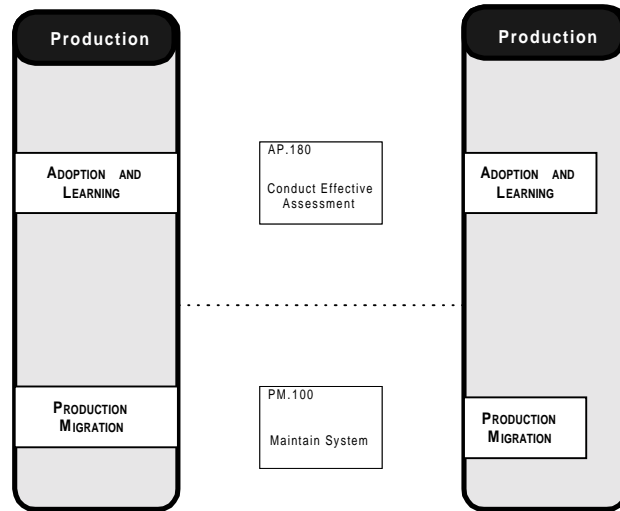 Production
Production
AP.180
Conduct Effective
Assessment
ADOPTION AND
LEARNING
ADOPTION AND
LEARNING
PM.100
Maintain System
PRODUCTION
MIGRATION
PRODUCTION
MIGRATION